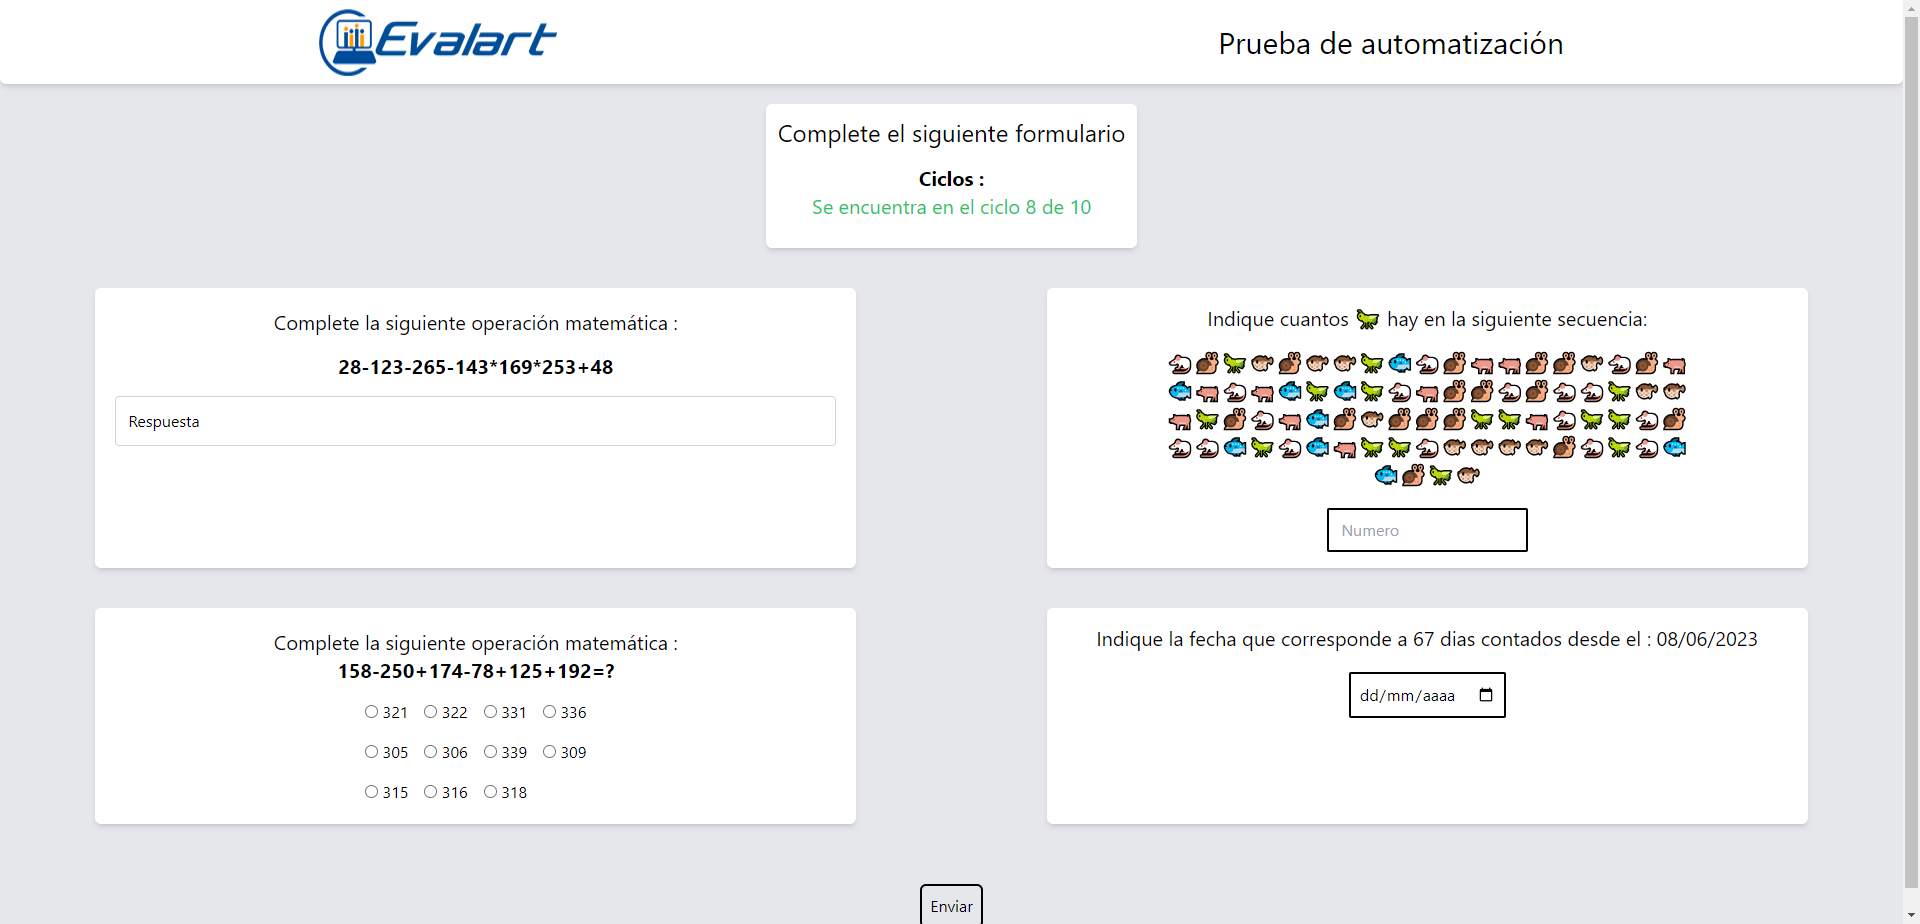 Evalart
Prueba de automatización
Complete el siguiente formulario
Ciclos :
Se encuentra en el ciclo 8 de 10
Complete la siguiente operación matemática :
28-123-265-143*169*253+48
Respuesta
Indique cuantos 🦗 hay en la siguiente secuencia:
Numero
Complete la siguiente operación matemática :
158-250+174-78+125+192=?
321 322 331 336
305 306 339 309
315 316 318
Indique la fecha que corresponde a 67 dias contados desde el : 08/06/2023
dd/mm/aaaa
Enviar